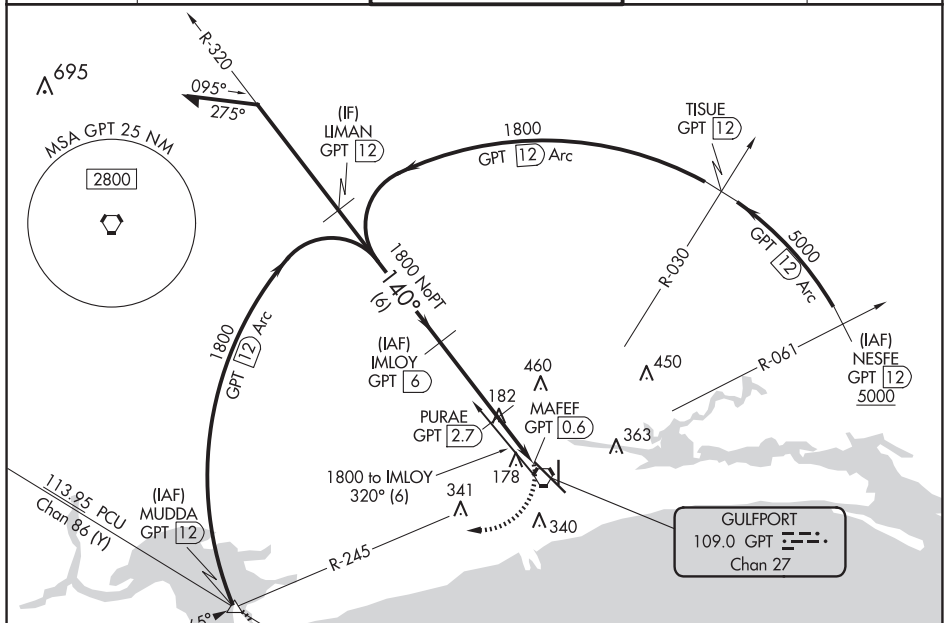 R-320
695
095°
275°
(IF)
LIMAN
GPT 12
TISUE
GPT 12
1800
GPT 12 Arc
MSA GPT 25 NM
2800
5000
GPT 12 Arc
1800 NoPT
140°
(6)
R-030
1800
GPT 12 Arc
(IAF)
IMLOY
GPT 6
R-061
(IAF)
NESFE
GPT 12
5000
460
450
182
PURAE
GPT 2.7
MAFEF
GPT 0.6
363
1800 to IMLOY
320° (6)
178
341
340
113.95 PCU
Chan 86 (Y)
(IAF)
MUDDA
GPT 12
R-245
GULFPORT
109.0 GPT
Chan 27